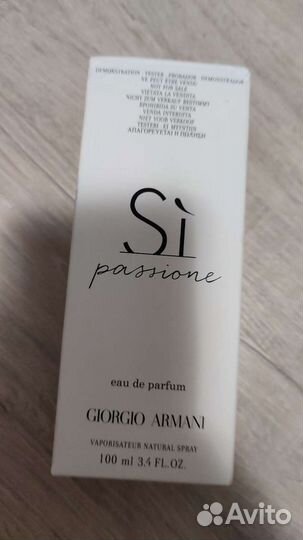 DEMONSTRATION - TESTER - PROBADOR - DEMONSTRADOR
NE PEUT ÊTRE VENDU
NOT FOR SALE
VIETATA LA VENDITA
NICHT ZUM VERKAUF BESTIMMT
PROHIBIDA SU VENTA
VENDA INTERDITA
NIET VOOR VERKOOP
TESTERI - EI MYYTÄVÄ
ΑΠΑΓΟΡΕΥΕΤΑΙ Η ΠΩΛΗΣΗ
Sì
passione
eau de parfum
GIORGIO ARMANI
VAPORISATEUR NATURAL SPRAY
100 ml 3.4 FL.OZ.
Avito